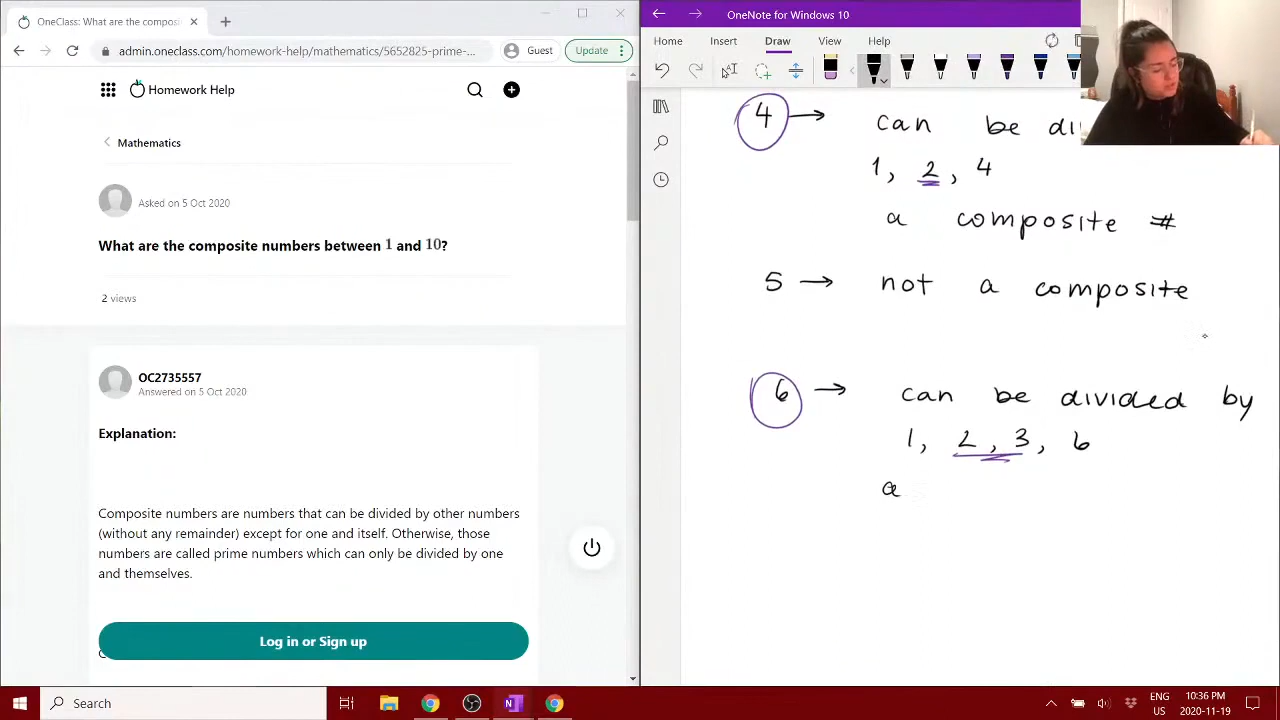 OneClass: What are the composi
admin.oneclass.com/homework-help/mathematics/5652825-prime-...
Guest
Update
Homework Help
Mathematics
Asked on 5 Oct 2020
What are the composite numbers between 1 and 10?
2 views
OC2735557
Answered on 5 Oct 2020
Explanation:
Composite numbers are numbers that can be divided by other numbers
(without any remainder) except for one and itself. Otherwise, those
numbers are called prime numbers which can only be divided by one
and themselves.
Log in or Sign up
OneNote for Windows 10
Home Insert Draw View Help
4 → can be di
1, 2, 4
a composite #
5 → not a composite
6 → can be divided by
1, 2, 3, 6
a
Search
ENG
US
10:36 PM
2020-11-19